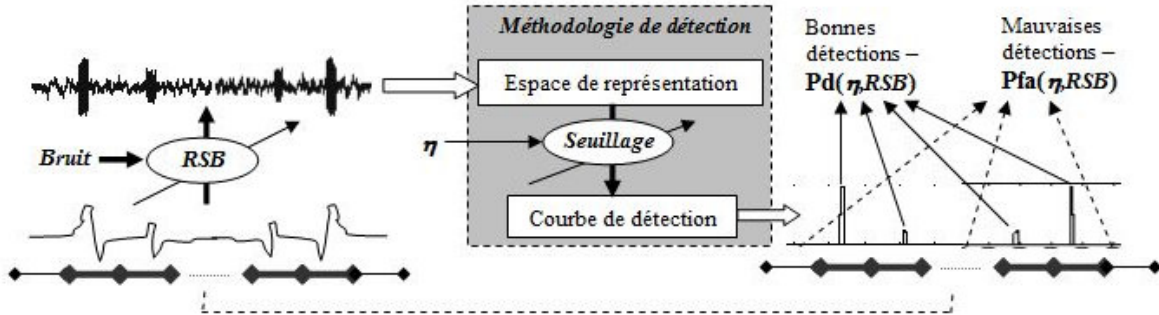 Méthodologie de détection
Espace de représentation
η
Seuillage
Courbe de détection
Bruit
RSB
Bonnes
détections –
Pd(η,RSB)
Mauvaises
détections –
Pfa(η,RSB)